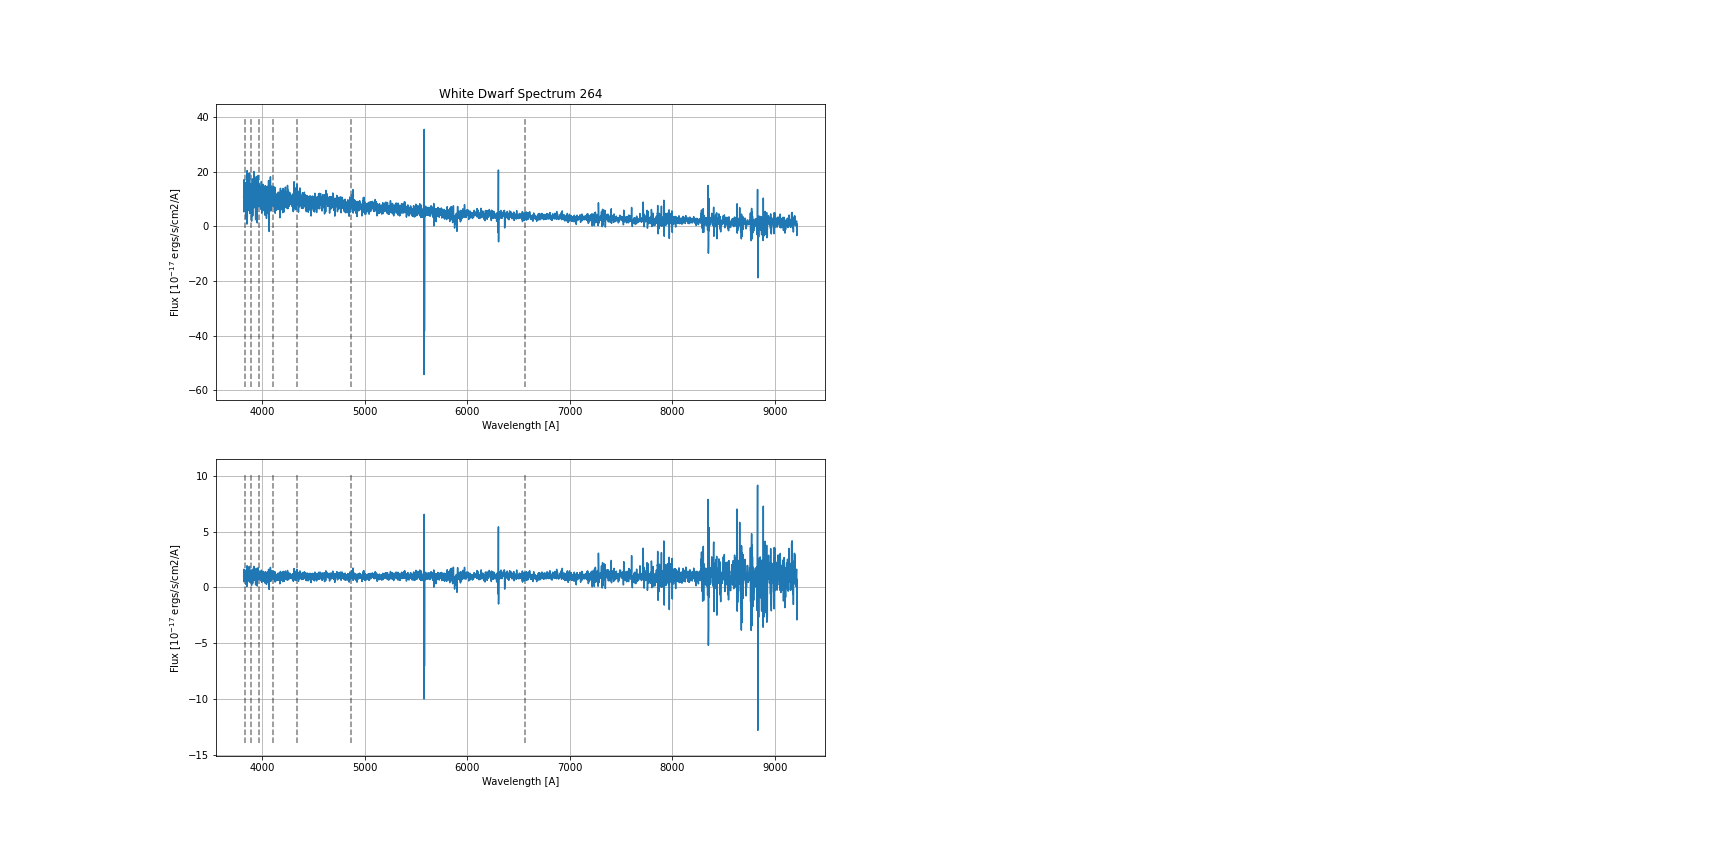 White Dwarf Spectrum 264
40
20
0
−20
−40
−60
Flux [10⁻¹⁷ ergs/s/cm2/A]
4000 5000 6000 7000 8000 9000
Wavelength [A]
10
5
0
−5
−10
−15
Flux [10⁻¹⁷ ergs/s/cm2/A]
4000 5000 6000 7000 8000 9000
Wavelength [A]